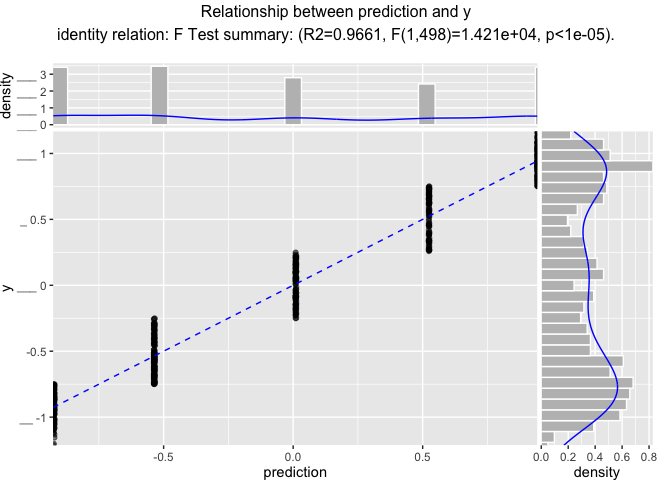 Relationship between prediction and y
identity relation: F Test summary: (R2=0.9661, F(1,498)=1.421e+04, p<1e-05).
density
3
2
1
0
y
1
0.5
0
-0.5
-1
-0.5 0.0 0.5
prediction
0.0 0.2 0.4 0.6 0.8
density